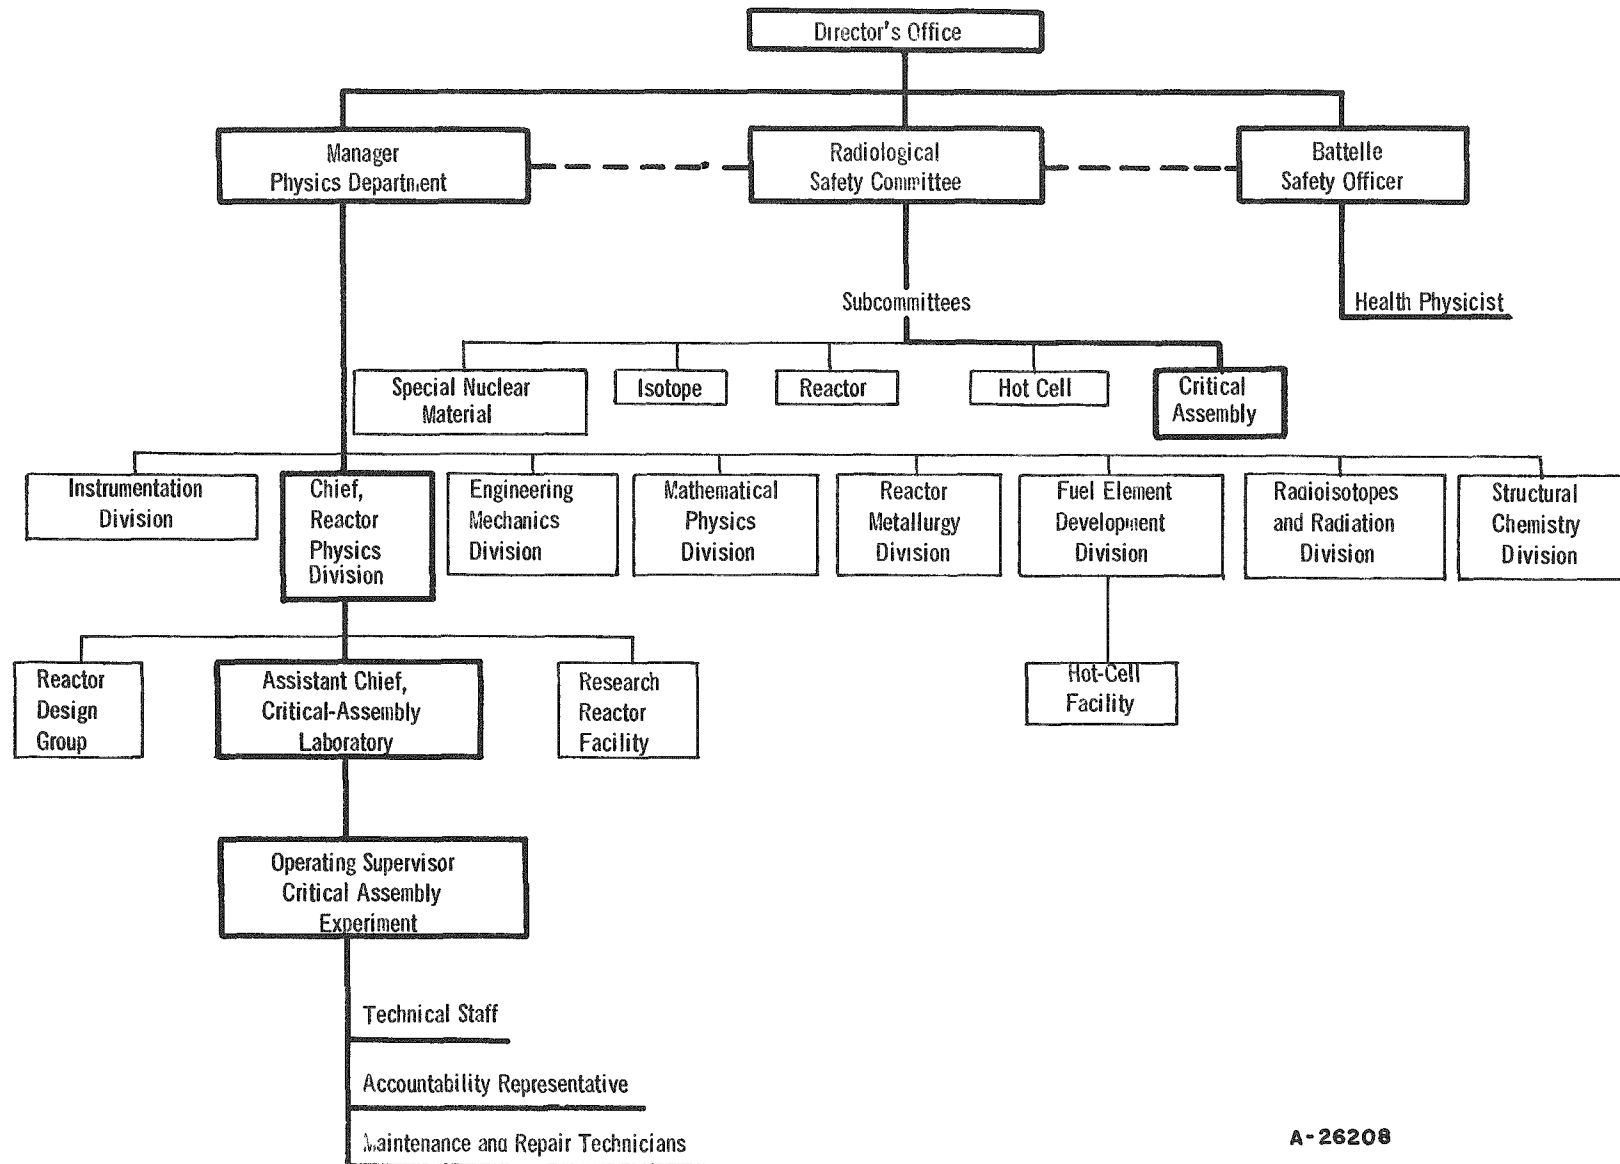 Director's Office
Manager
Physics Department
Radiological
Safety Committee
Battelle
Safety Officer
Subcommittees
Health Physicist
Special Nuclear
Material
Isotope
Reactor
Hot Cell
Critical
Assembly
Instrumentation
Division
Chief,
Reactor
Physics
Division
Engineering
Mechanics
Division
Mathematical
Physics
Division
Reactor
Metallurgy
Division
Fuel Element
Development
Division
Radioisotopes
and Radiation
Division
Structural
Chemistry
Division
Reactor
Design
Group
Assistant Chief,
Critical-Assembly
Laboratory
Research
Reactor
Facility
Hot-Cell
Facility
Operating Supervisor
Critical Assembly
Experiment
Technical Staff
Accountability Representative
Maintenance and Repair Technicians
A-26208